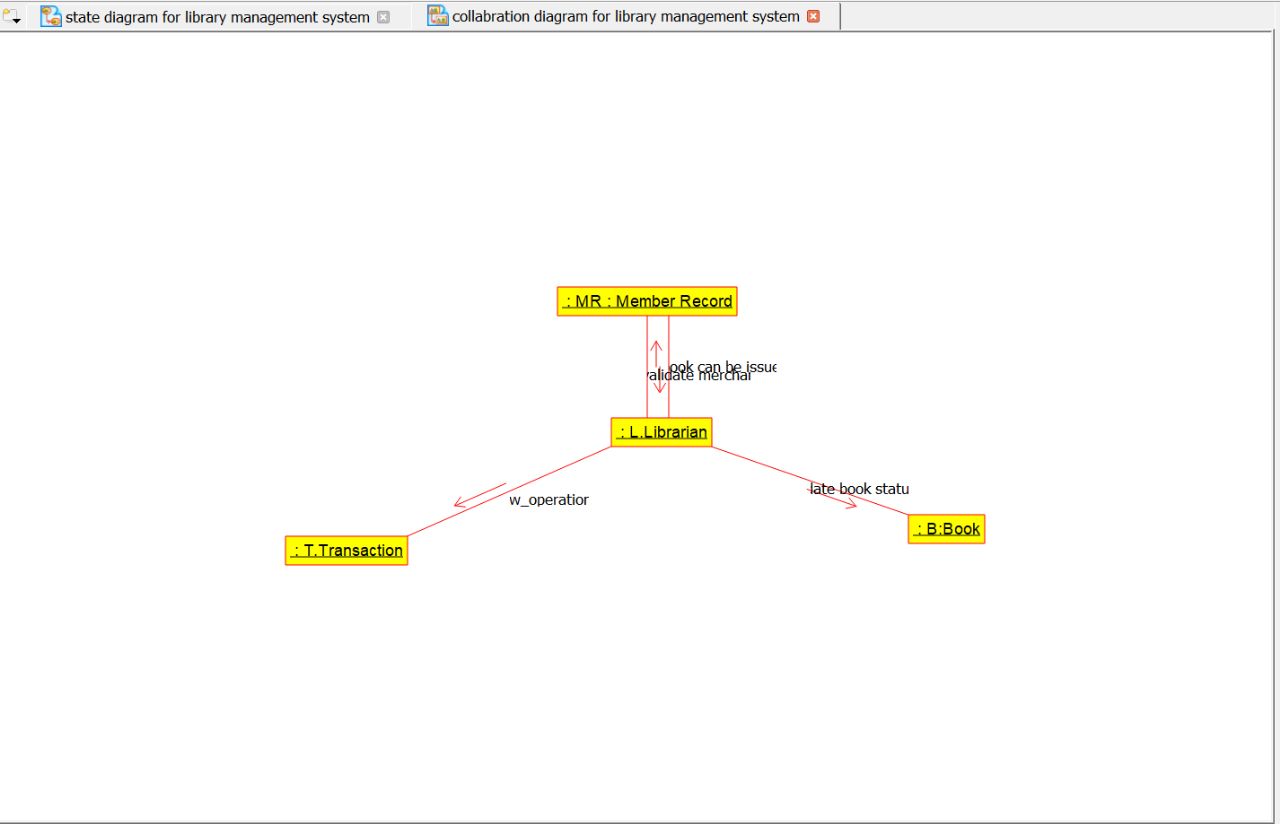 state diagram for library management system
collabration diagram for library management system
: MR : Member Record
ook can be issue
validate merchai
: L.Librarian
late book statu
w_operatior
: B:Book
: T.Transaction